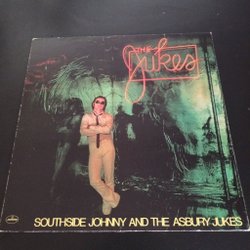 THE
Jukes
SOUTHSIDE JOHNNY AND THE ASBURY JUKES